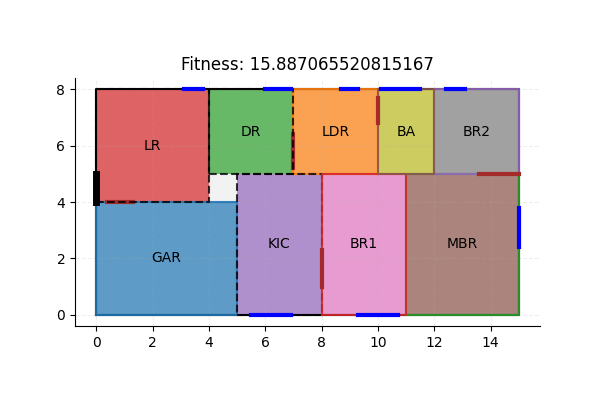 Fitness: 15.887065520815167
8
6
4
2
0
LR
DR
LDR
BA
BR2
GAR
KIC
BR1
MBR
0
2
4
6
8
10
12
14